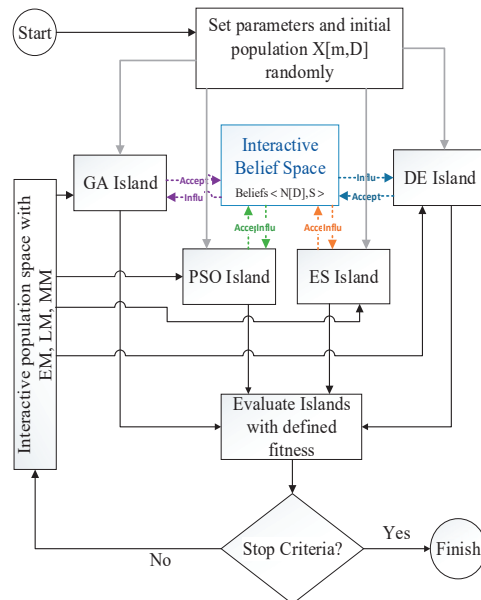 Start
Set parameters and initial
population X[m,D]
randomly
Interactive
Belief Space
Beliefs < N[D],S >
GA Island
Accept
Influ
Influ
Accept
DE Island
Influ
Influ
PSO Island
ES Island
Interactive population space with
EM, LM, MM
Evaluate Islands
with defined
fitness
Stop Criteria?
No
Yes
Finish